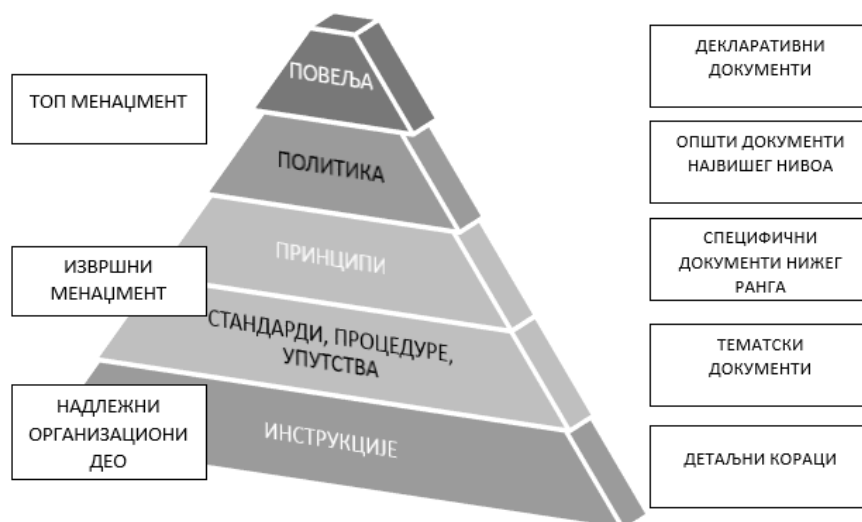 ПОВЕЉА
ПОЛИТИКА
ПРИНЦИПИ
СТАНДАРДИ, ПРОЦЕДУРЕ,
УПУТСТВА
ИНСТРУКЦИЈЕ
ТОП МЕНАЏМЕНТ
ИЗВРШНИ
МЕНАЏМЕНТ
НАДЛЕЖНИ
ОРГАНИЗАЦИОНИ
ДЕО
ДЕКЛАРАТИВНИ
ДОКУМЕНТИ
ОПШТИ ДОКУМЕНТИ
НАЈВИШЕГ НИВОА
СПЕЦИФИЧНИ
ДОКУМЕНТИ НИЖЕГ
РАНГА
ТЕМАТСКИ
ДОКУМЕНТИ
ДЕТАЉНИ КОРАЦИ